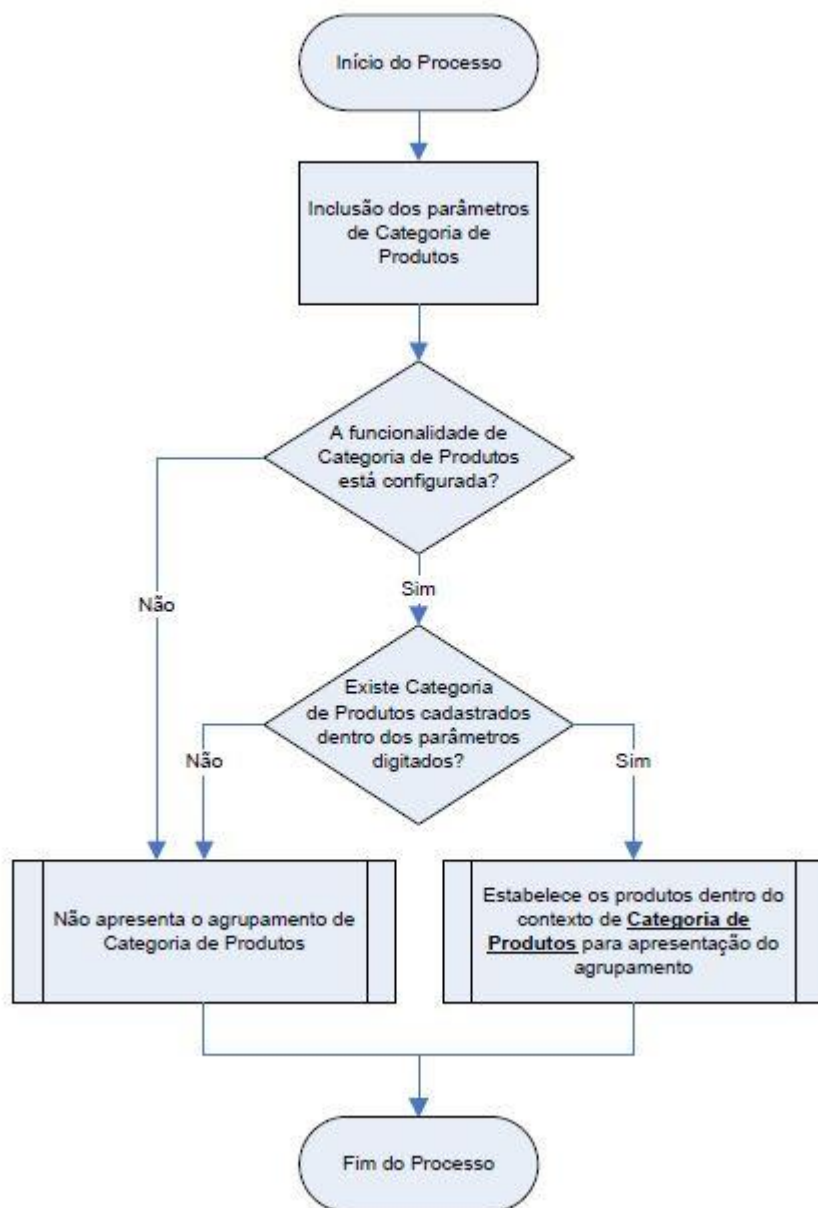 Início do Processo
Inclusão dos parâmetros
de Categoria de
Produtos
A funcionalidade de
Categoria de Produtos
está configurada?
Não
Sim
Existe Categoria
de Produtos cadastrados
dentro dos parâmetros
digitados?
Não
Sim
Não apresenta o agrupamento de
Categoria de Produtos
Estabelece os produtos dentro do
contexto de Categoria de
Produtos para apresentação do
agrupamento
Fim do Processo